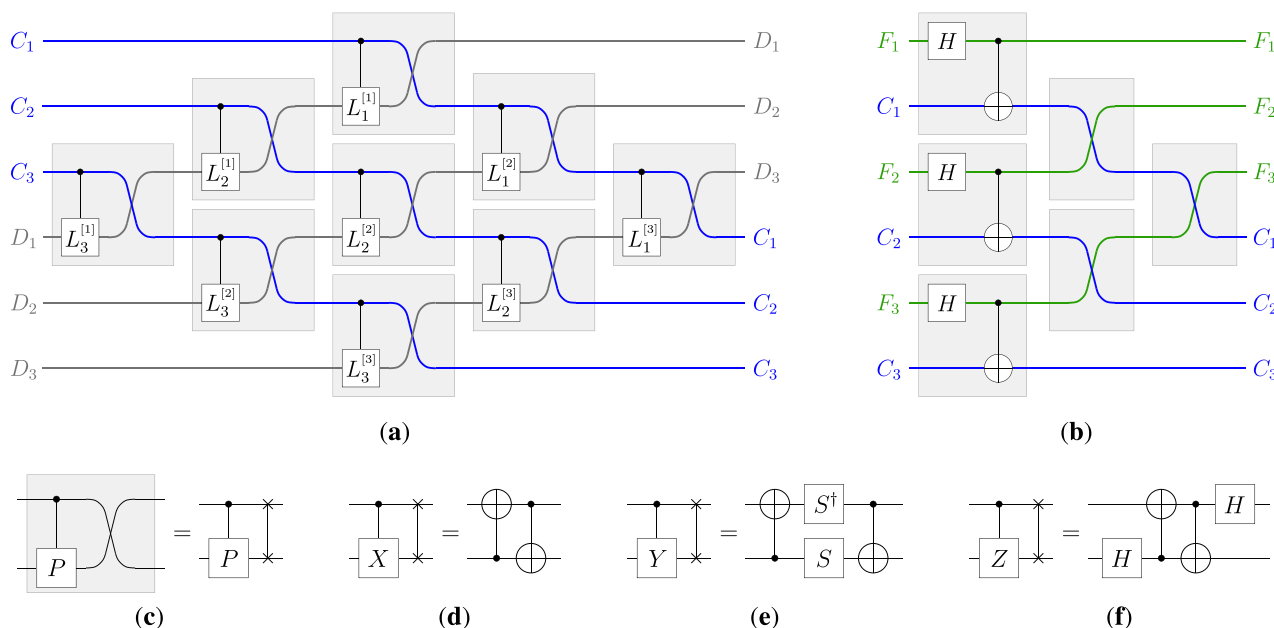 C₁ L₁^[1] D₁ F₁ H F₁
C₂ L₂^[1] L₁^[2] D₂ C₁ F₂
C₃ L₃^[1] L₂^[2] L₁^[3] D₃ F₂ H F₃
D₁ L₃^[2] L₂^[3] C₁ C₂ C₁
D₂ L₃^[3] C₂ F₃ H C₂
D₃ C₃ C₃ C₃
(a) (b)
P = P
X =
Y = S† S
Z = H H
(c) (d) (e) (f)